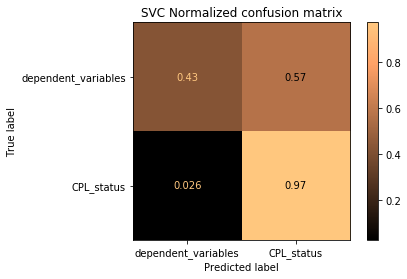 SVC Normalized confusion matrix
True label
dependent_variables
0.43
0.57
CPL_status
0.026
0.97
dependent_variables
CPL_status
Predicted label
0.8
0.6
0.4
0.2